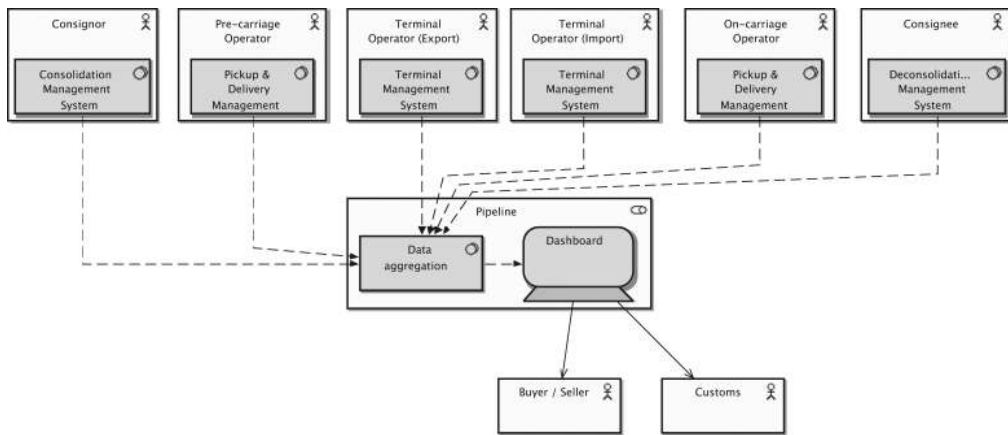 Consignor
Consolidation
Management
System
Pre-carriage
Operator
Pickup &
Delivery
Management
Terminal
Operator (Export)
Terminal
Management
System
Terminal
Operator (Import)
Terminal
Management
System
On-carriage
Operator
Pickup &
Delivery
Management
Consignee
Deconsolidati...
Management
System
Pipeline
Data
aggregation
Dashboard
Buyer / Seller
Customs